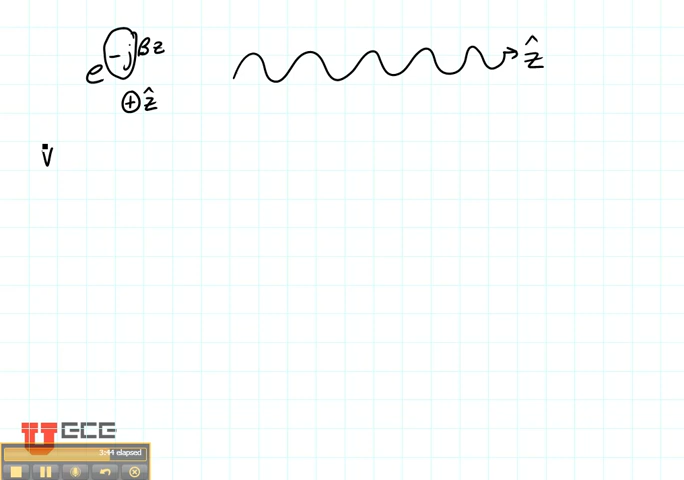 e^{-jβz} ẑ
⊕ẑ
V
U ECE
3:44 elapsed